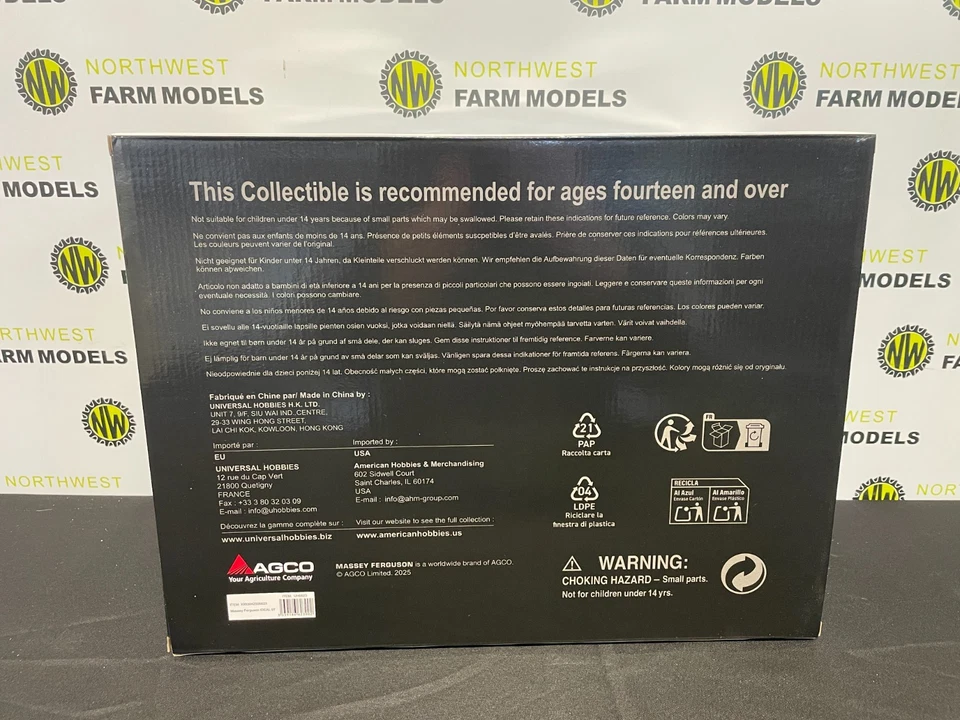 NORTHWEST
FARM MODELS
NW
NORTHWEST
FARM MODELS
NW
NORTHWEST
FARM MODELS
NW
NORTHWEST
FARM MODELS
This Collectible is recommended for ages fourteen and over
Not suitable for children under 14 years because of small parts which may be swallowed. Please retain these indications for future reference. Colors may vary.
Ne convient pas aux enfants de moins de 14 ans. Présence de petits éléments suscpetibles d'être avalés. Prière de conserver ces indications pour références ultérieures.
Les couleurs peuvent varier de l'original.
Nicht geeignet für Kinder unter 14 Jahren, da Kleinteile verschluckt werden können. Wir empfehlen die Aufbewahrung dieser Daten für eventuelle Korrespondenz. Farben
können abweichen.
Articolo non adatto a bambini di età inferiore a 14 ani per la presenza di piccoli particolari che possono essere ingoiati. Leggere e conservare queste informazioni per ogni
eventuale necessità. I colori possono cambiare.
No conviene a los niños menores de 14 años debido al riesgo con piezas pequeñas. Por favor conserva estos detalles para futuras referencias. Los colores pueden variar.
Ei sovellu alle 14-vuotiaille lapsille pienten osien vuoksi, jotka voidaan niellä. Säilytä nämä ohjeet myöhempää tarvetta varten. Värit voivat vaihdella.
Ikke egnet til børn under 14 år på grund af små dele, der kan sluges. Gem disse instruktioner til fremtidig reference. Farverne kan variere.
Ej lämplig för barn under 14 år på grund av små delar som kan sväljas. Vänligen spara dessa indikationer för framtida referens. Färgerna kan variera.
Nieodpowiednie dla dzieci poniżej 14 lat. Obecność małych części, które mogą zostać połknięte. Proszę zachować te instrukcje na przyszłość. Kolory mogą różnić się od oryginału.
Fabriqué en Chine par/ Made in China by :
UNIVERSAL HOBBIES H.K. LTD.
UNIT 7, 9/F, SIU WAI IND.,CENTRE,
29-33 WING HONG STREET,
LAI CHI KOK, KOWLOON, HONG KONG
Importé par :
EU
UNIVERSAL HOBBIES
12 rue du Cap Vert
21800 Quetigny
FRANCE
Fax : +33 3 80 32 03 09
E-mail : info@uhobbies.com
Imported by :
USA
American Hobbies & Merchandising
602 Sidwell Court
Saint Charles, IL 60174
USA
E-mail : info@ahm-group.com
Découvrez la gamme complète sur :
www.universalhobbies.biz
Visit our website to see the full collection :
www.americanhobbies.us
21
PAP
Raccolta carta
FR
04
LDPE
Riciclare la
finestra di plastica
RECICLA
Al Azul
Envase Cartón
Al Amarillo
Envase Plástico
AGCO
Your Agriculture Company
MASSEY FERGUSON is a worldwide brand of AGCO.
© AGCO Limited. 2025
WARNING:
CHOKING HAZARD – Small parts.
Not for children under 14 yrs.